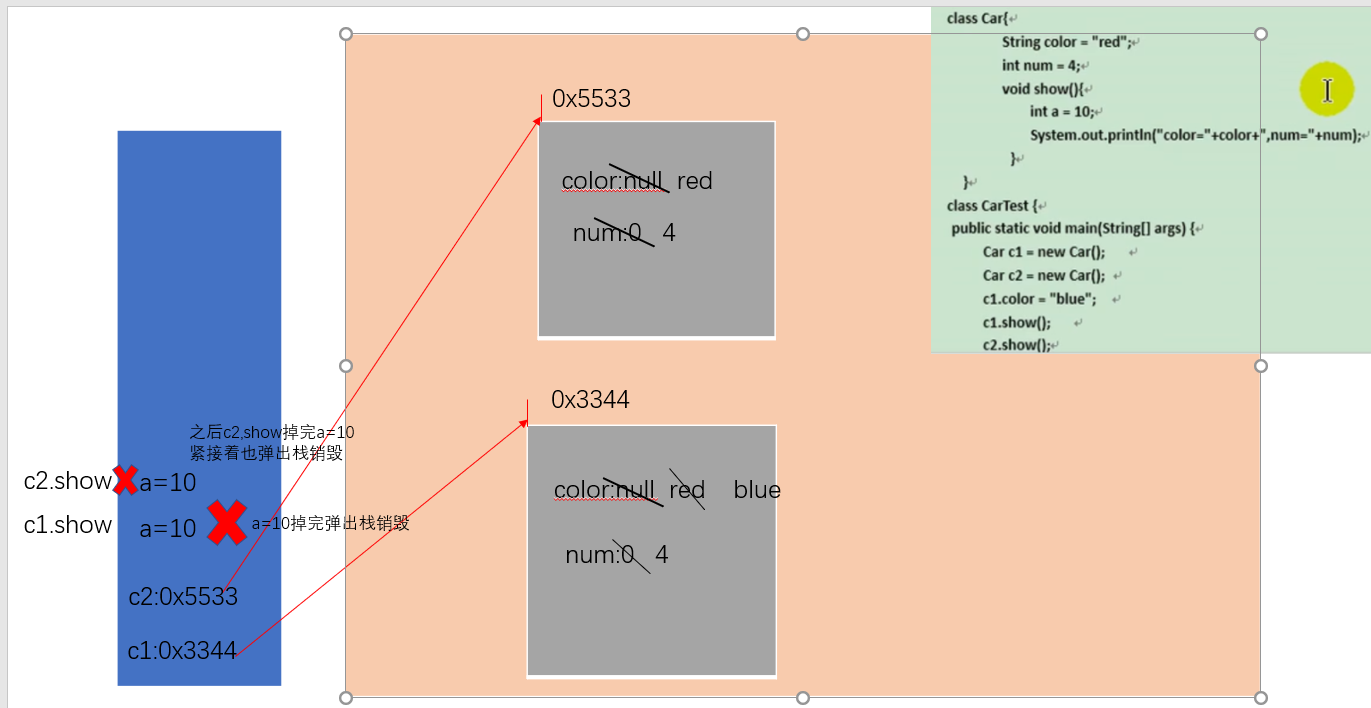 class Car{
String color = "red";
int num = 4;
void show(){
int a = 10;
System.out.println("color="+color+",num="+num);
}
}
class CarTest {
public static void main(String[] args) {
Car c1 = new Car();
Car c2 = new Car();
c1.color = "blue";
c1.show();
c2.show();
0x5533
color:null red
num:0 4
0x3344
color:null red blue
num:0 4
之后c2,show掉完a=10
紧接着也弹出栈销毁
c2.show a=10
c1.show a=10 a=10掉完弹出栈销毁
c2:0x5533
c1:0x3344